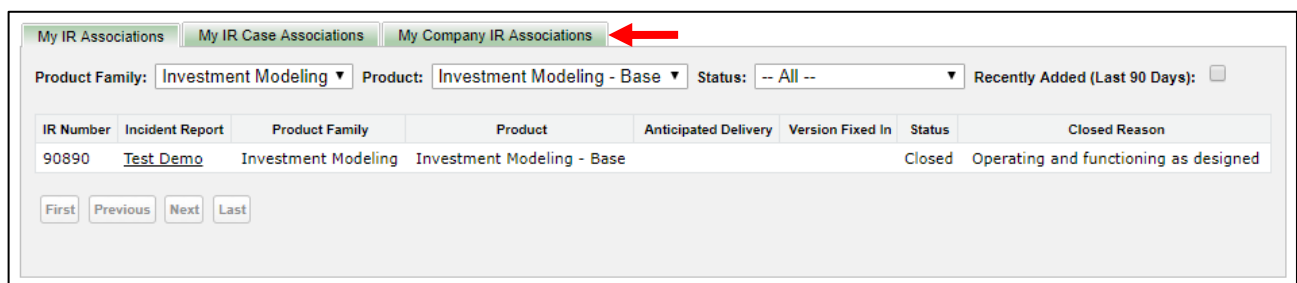 My IR Associations My IR Case Associations My Company IR Associations
Product Family: Investment Modeling Product: Investment Modeling - Base Status: -- All -- Recently Added (Last 90 Days):
IR Number Incident Report Product Family Product Anticipated Delivery Version Fixed In Status Closed Reason
90890 Test Demo Investment Modeling Investment Modeling - Base Closed Operating and functioning as designed
First Previous Next Last